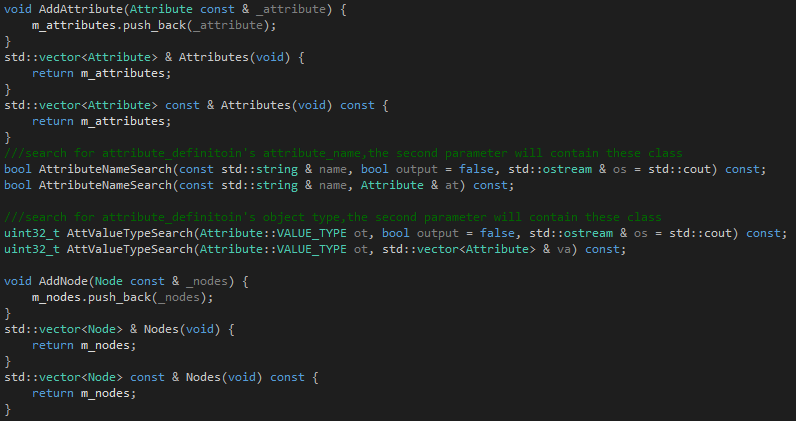 void AddAttribute(Attribute const & _attribute) {
    m_attributes.push_back(_attribute);
}
std::vector<Attribute> & Attributes(void) {
    return m_attributes;
}
std::vector<Attribute> const & Attributes(void) const {
    return m_attributes;
}
///search for attribute_definitoin's attribute_name,the second parameter will contain these class
bool AttributeNameSearch(const std::string & name, bool output = false, std::ostream & os = std::cout) const;
bool AttributeNameSearch(const std::string & name, Attribute & at) const;

///search for attribute_definitoin's object type,the second parameter will contain these class
uint32_t AttValueTypeSearch(Attribute::VALUE_TYPE ot, bool output = false, std::ostream & os = std::cout) const;
uint32_t AttValueTypeSearch(Attribute::VALUE_TYPE ot, std::vector<Attribute> & va) const;

void AddNode(Node const & _nodes) {
    m_nodes.push_back(_nodes);
}
std::vector<Node> & Nodes(void) {
    return m_nodes;
}
std::vector<Node> const & Nodes(void) const {
    return m_nodes;
}